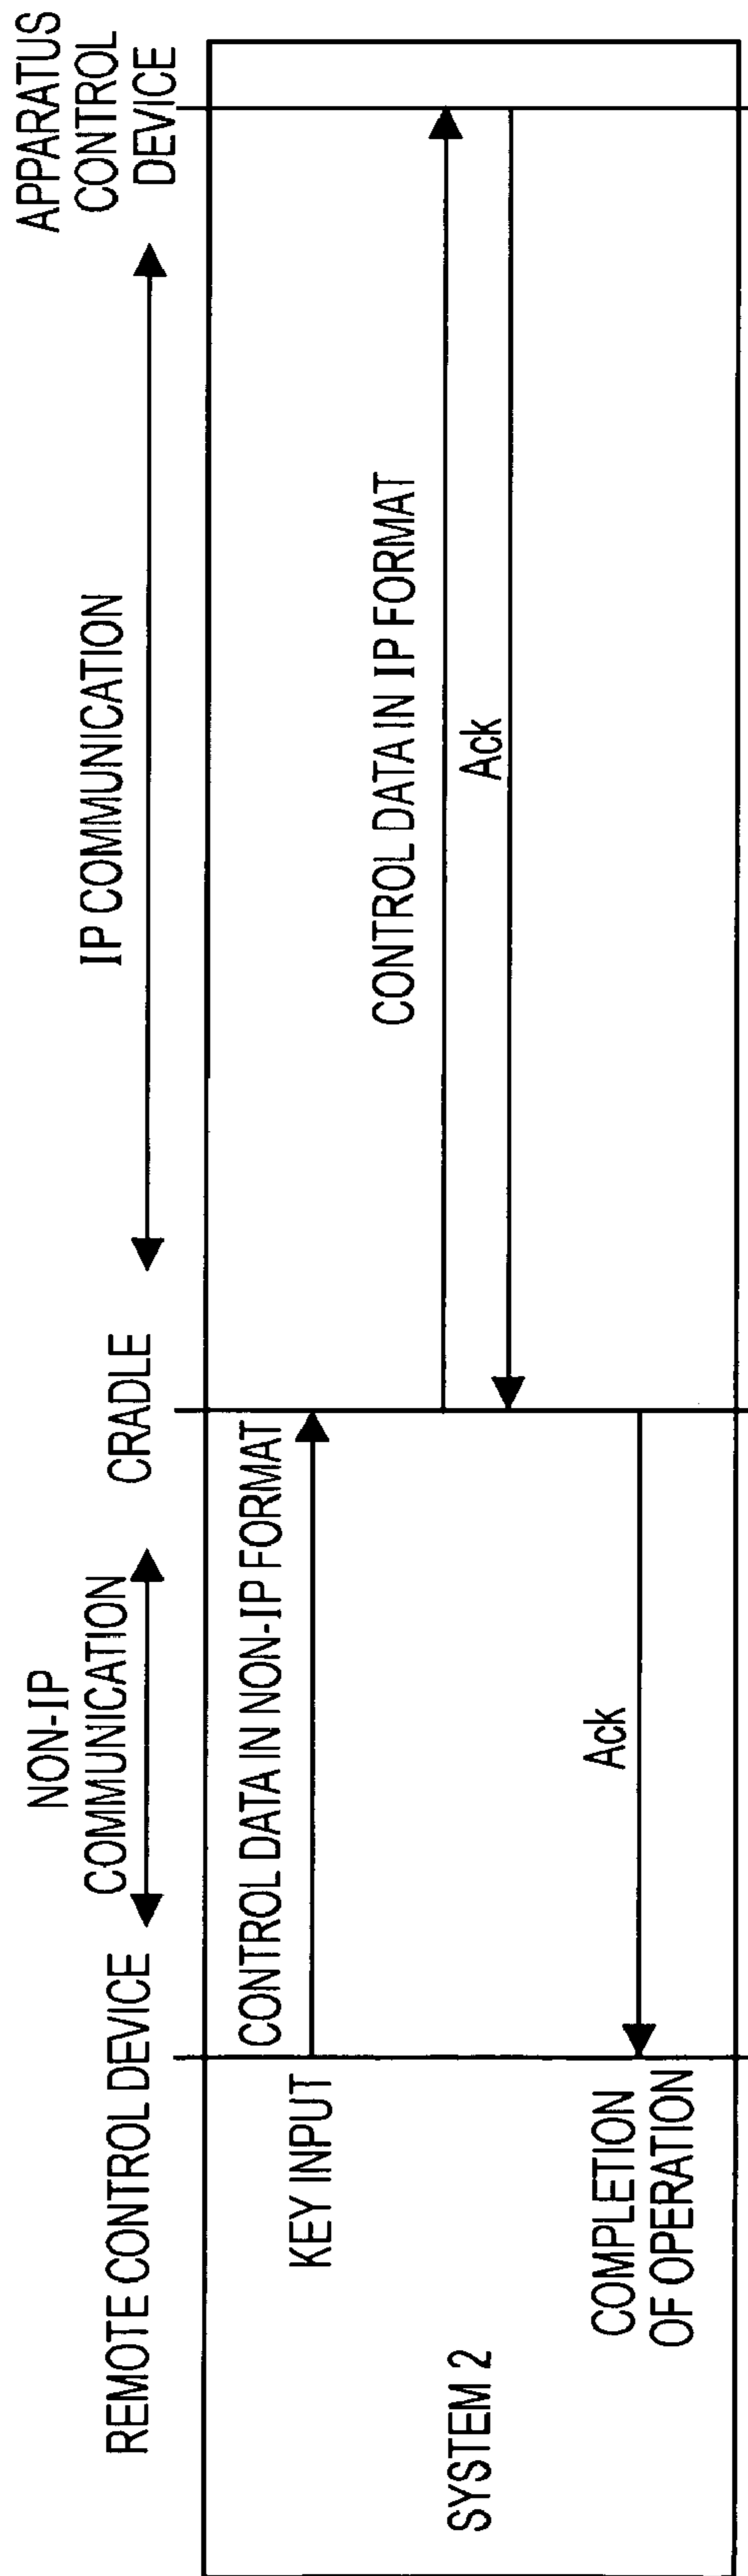 REMOTE CONTROL DEVICE
NON-IP
COMMUNICATION
CRADLE
IP COMMUNICATION
APPARATUS
CONTROL
DEVICE
SYSTEM 2
KEY INPUT
CONTROL DATA IN NON-IP FORMAT
CONTROL DATA IN IP FORMAT
Ack
Ack
COMPLETION
OF OPERATION